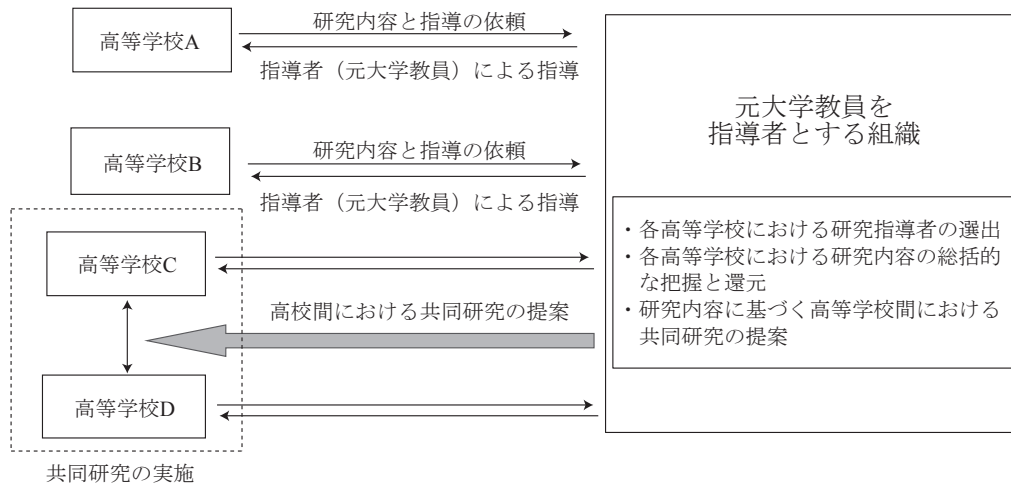 高等学校A
研究内容と指導の依頼
指導者（元大学教員）による指導
高等学校B
研究内容と指導の依頼
指導者（元大学教員）による指導
高等学校C
高校間における共同研究の提案
高等学校D
共同研究の実施
元大学教員を
指導者とする組織
・各高等学校における研究指導者の選出
・各高等学校における研究内容の総括的
な把握と還元
・研究内容に基づく高等学校間における
共同研究の提案